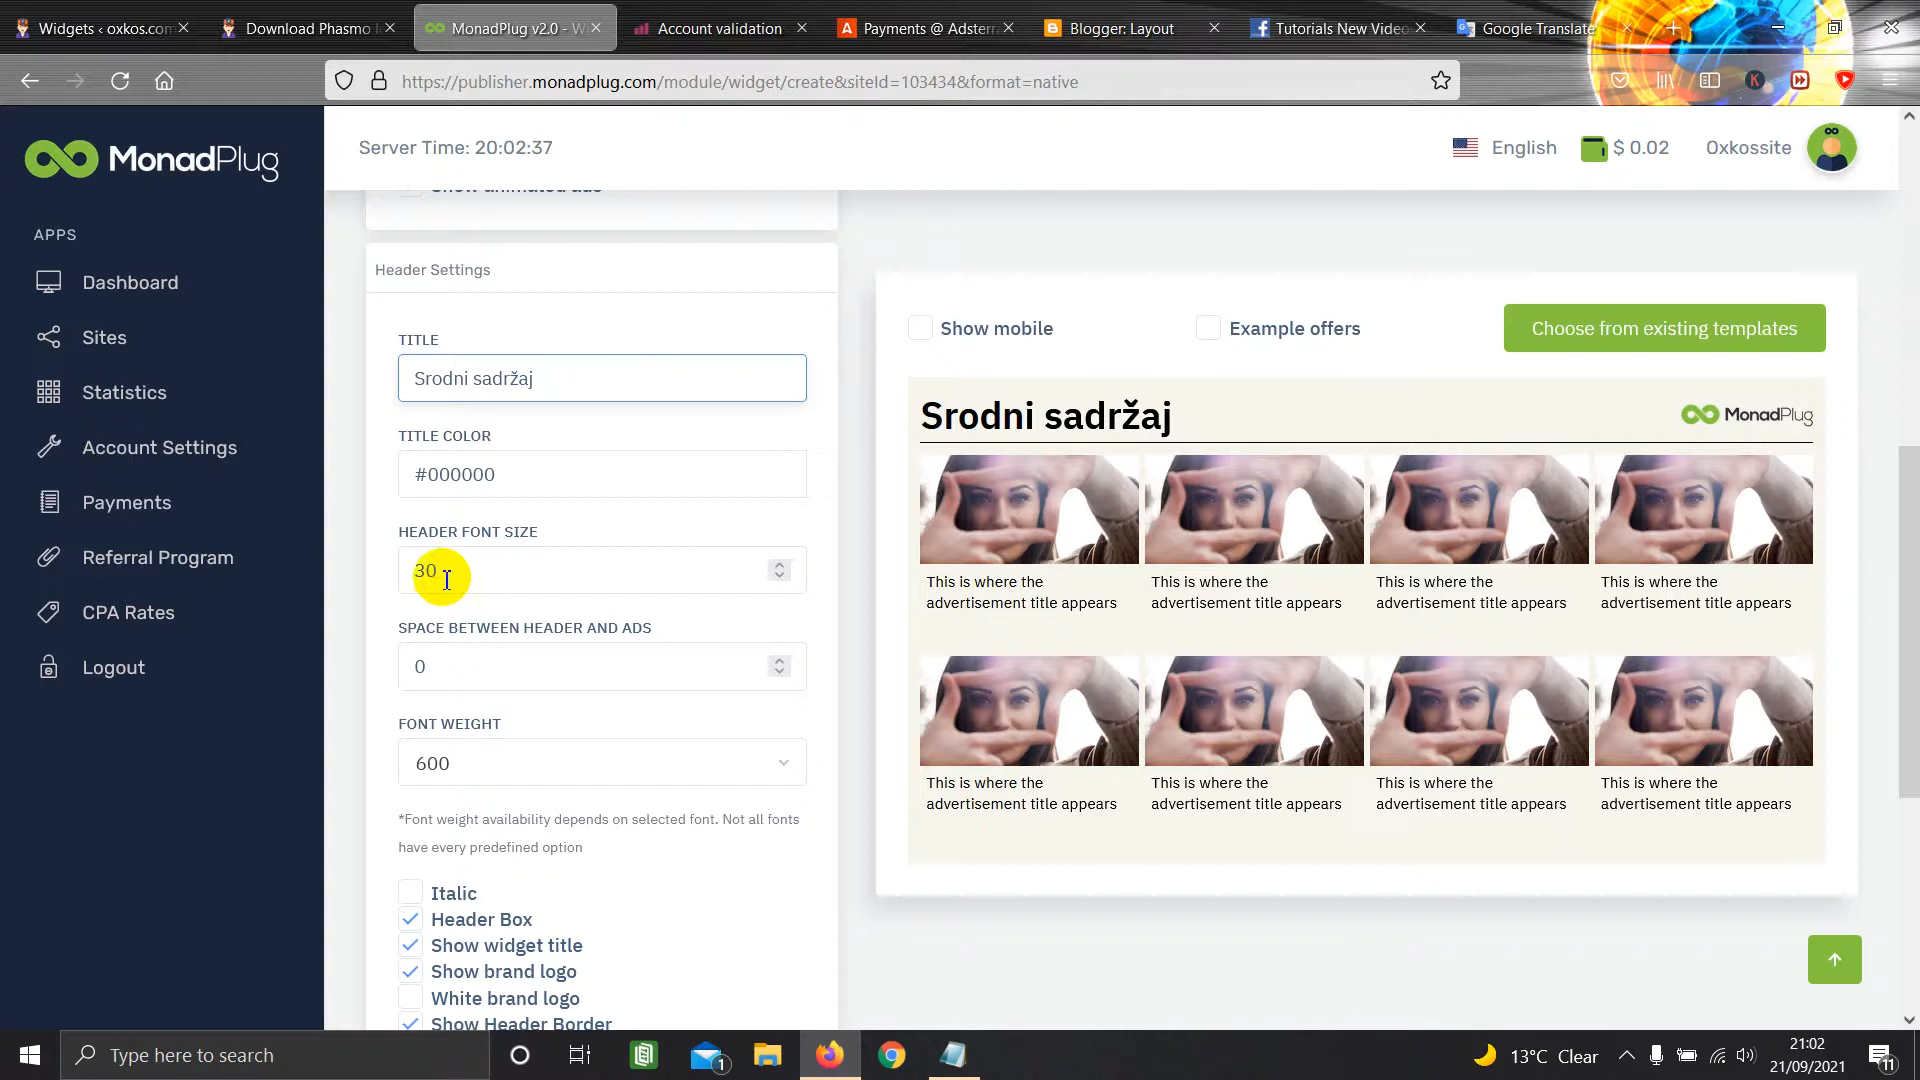 Widgets ‹ oxkos.com
Download Phasmo
MonadPlug v2.0 - W
Account validation
Payments @ Adsterra
Blogger: Layout
Tutorials New Videos
Google Translate
https://publisher.monadplug.com/module/widget/create&siteId=103434&format=native
MonadPlug
Server Time: 20:02:37
English
$ 0.02
Oxkossite
APPS
Dashboard
Sites
Statistics
Account Settings
Payments
Referral Program
CPA Rates
Logout
Show animated ads
Header Settings
TITLE
Srodni sadržaj
TITLE COLOR
#000000
HEADER FONT SIZE
30
SPACE BETWEEN HEADER AND ADS
0
FONT WEIGHT
600
*Font weight availability depends on selected font. Not all fonts
have every predefined option
Italic
Header Box
Show widget title
Show brand logo
White brand logo
Show Header Border
Show mobile
Example offers
Choose from existing templates
Srodni sadržaj
MonadPlug
This is where the
advertisement title appears
This is where the
advertisement title appears
This is where the
advertisement title appears
This is where the
advertisement title appears
This is where the
advertisement title appears
This is where the
advertisement title appears
This is where the
advertisement title appears
This is where the
advertisement title appears
Type here to search
1
13°C Clear
21:02
21/09/2021
11